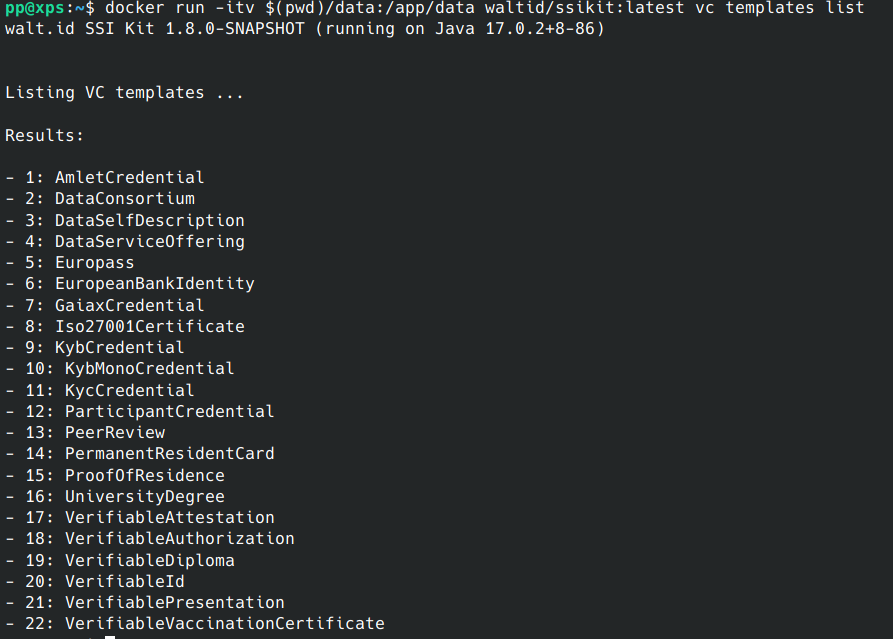 pp@xps:~$ docker run -itv $(pwd)/data:/app/data waltid/ssikit:latest vc templates list
walt.id SSI Kit 1.8.0-SNAPSHOT (running on Java 17.0.2+8-86)
Listing VC templates ...
Results:
- 1: AmletCredential
- 2: DataConsortium
- 3: DataSelfDescription
- 4: DataServiceOffering
- 5: Europass
- 6: EuropeanBankIdentity
- 7: GaiaxCredential
- 8: Iso27001Certificate
- 9: KybCredential
- 10: KybMonoCredential
- 11: KycCredential
- 12: ParticipantCredential
- 13: PeerReview
- 14: PermanentResidentCard
- 15: ProofOfResidence
- 16: UniversityDegree
- 17: VerifiableAttestation
- 18: VerifiableAuthorization
- 19: VerifiableDiploma
- 20: VerifiableId
- 21: VerifiablePresentation
- 22: VerifiableVaccinationCertificate